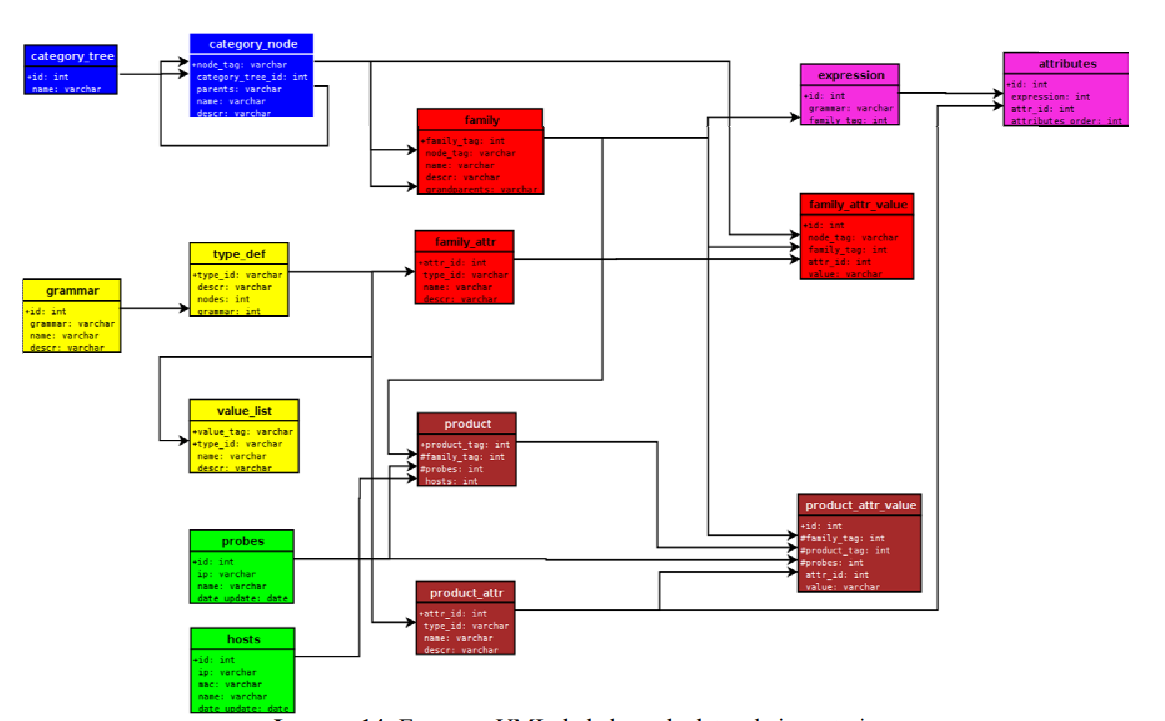 category_tree
+id: int
name: varchar
category_node
+node_tag: varchar
category_tree_id: int
parents: varchar
name: varchar
descr: varchar
family
+family_tag: int
node_tag: varchar
name: varchar
descr: varchar
grandparents: varchar
expression
+id: int
grammar: varchar
family_tag: int
attributes
+id: int
expression: int
attr_id: int
attributes_order: int
family_attr_value
+id: int
node_tag: varchar
family_tag: int
attr_id: int
value: varchar
type_def
+type_id: varchar
descr: varchar
nodes: int
grammar: int
family_attr
+attr_id: int
type_id: varchar
name: varchar
descr: varchar
grammar
+id: int
grammar: varchar
name: varchar
descr: varchar
value_list
+value_tag: varchar
+type_id: varchar
name: varchar
descr: varchar
product
+product_tag: int
#family_tag: int
#probes: int
hosts: int
product_attr_value
+id: int
#family_tag: int
#product_tag: int
#probes: int
attr_id: int
value: varchar
probes
+id: int
ip: varchar
name: varchar
date_update: date
product_attr
+attr_id: int
type_id: varchar
name: varchar
descr: varchar
hosts
+id: int
ip: varchar
mac: varchar
name: varchar
date_update: date
14
UML